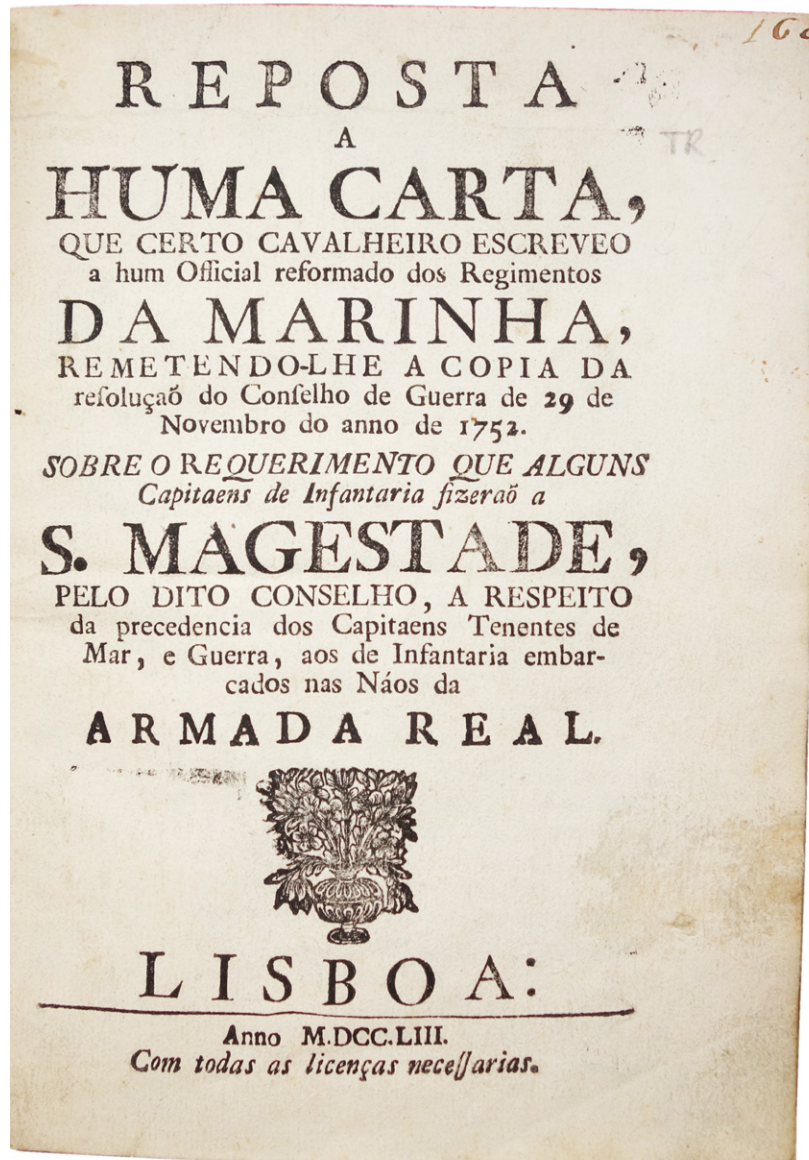 REPOSTA
A
HUMA CARTA,
QUE CERTO CAVALHEIRO ESCREVEO
a hum Official reformado dos Regimentos
DA MARINHA,
REMETENDO-LHE A COPIA DA
reſoluçaõ do Conſelho de Guerra de 29 de
Novembro do anno de 1752.
SOBRE O REQUERIMENTO QUE ALGUNS
Capitaens de Infantaria fizeraõ a
S. MAGESTADE,
PELO DITO CONSELHO, A RESPEITO
da precedencia dos Capitaens Tenentes de
Mar, e Guerra, aos de Infantaria embar-
cados nas Náos da
ARMADA REAL.
LISBOA:
Anno M.DCC.LIII.
Com todas as licenças neceſſarias.
TR